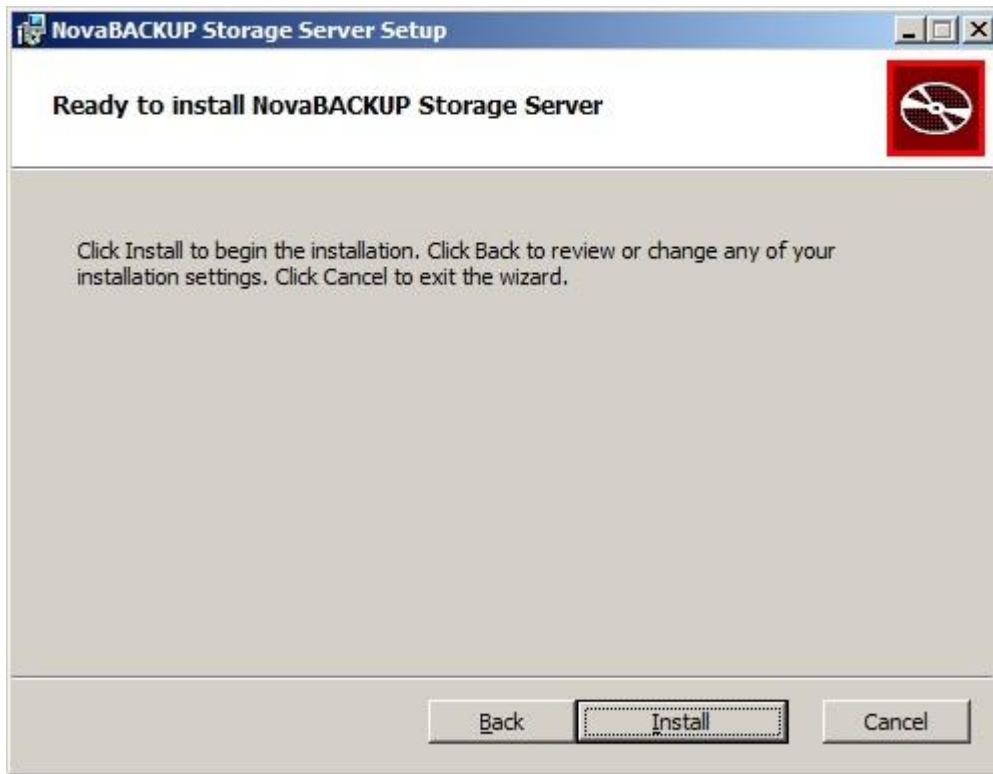 NovaBACKUP Storage Server Setup
Ready to install NovaBACKUP Storage Server
Click Install to begin the installation. Click Back to review or change any of your
installation settings. Click Cancel to exit the wizard.
Back Install Cancel